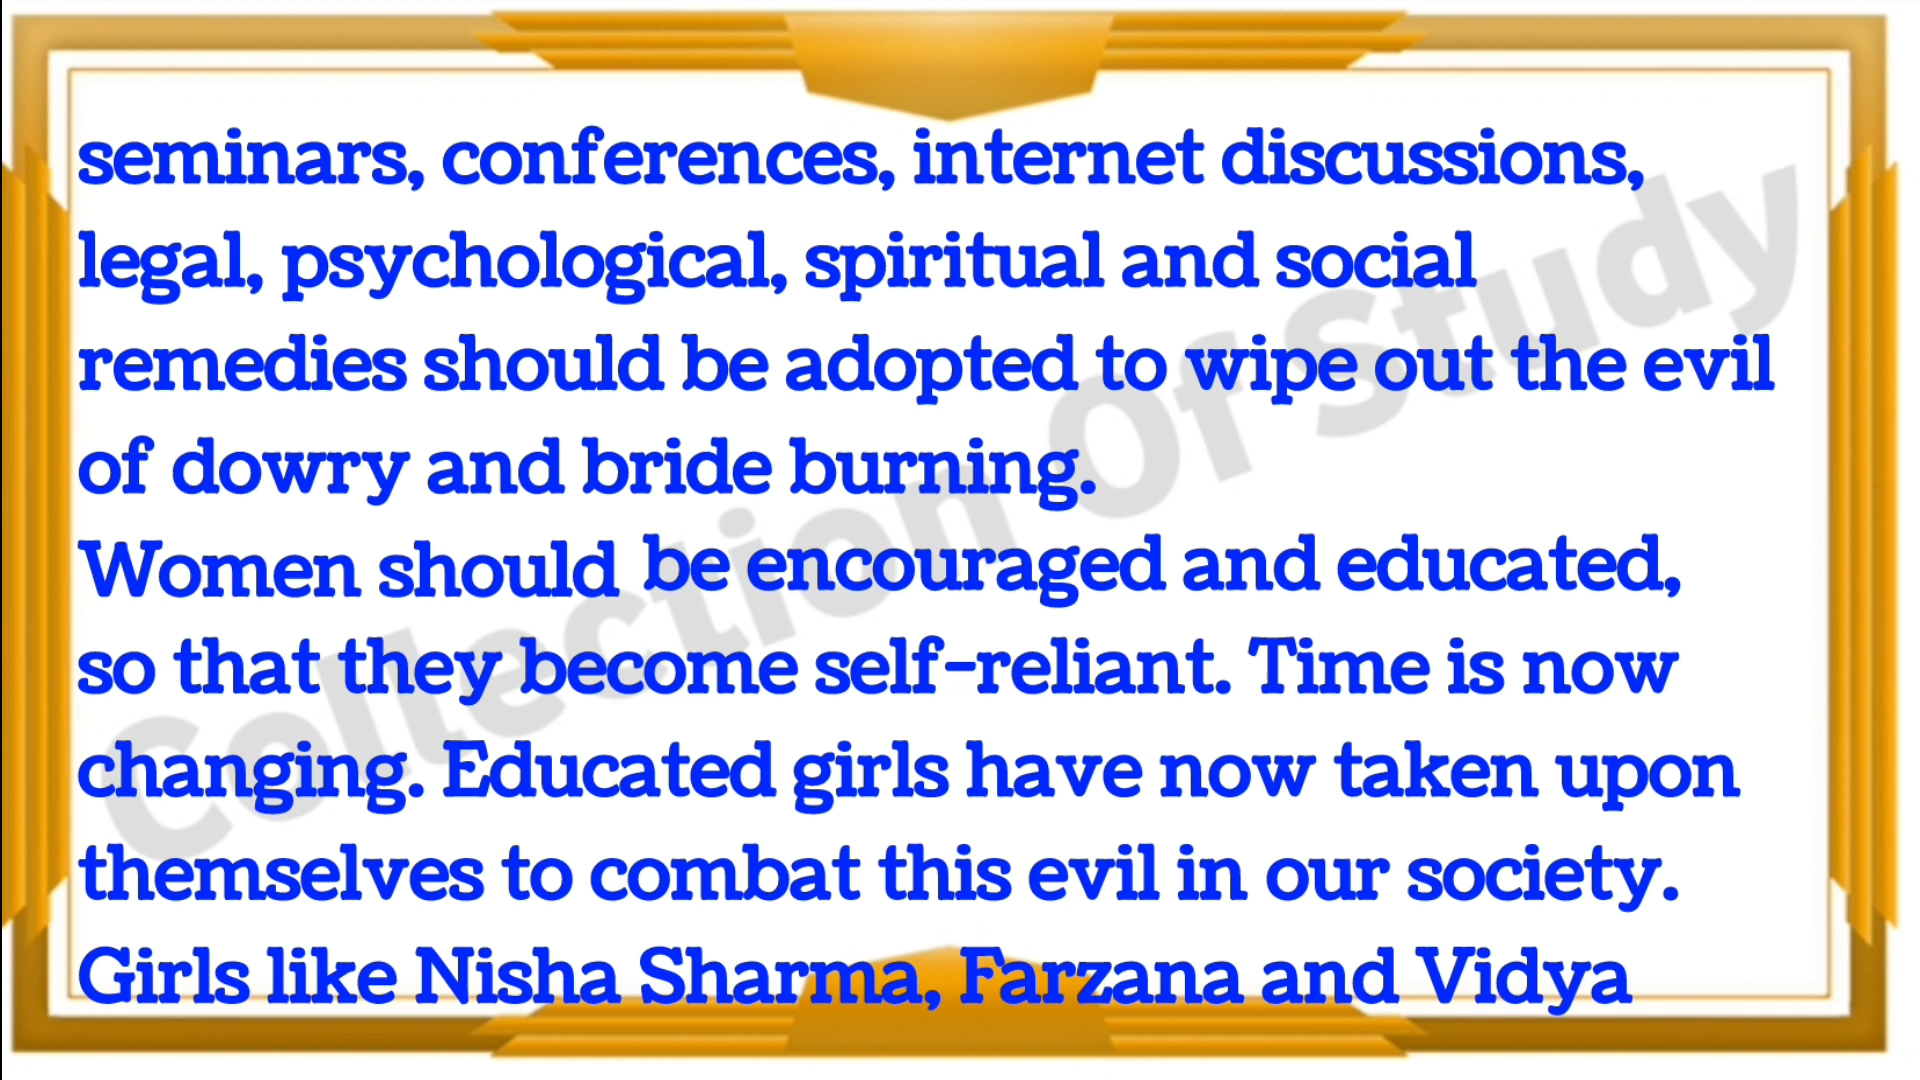 seminars, conferences, internet discussions,
legal, psychological, spiritual and social
remedies should be adopted to wipe out the evil
of dowry and bride burning.
Women should be encouraged and educated,
so that they become self-reliant. Time is now
changing. Educated girls have now taken upon
themselves to combat this evil in our society.
Girls like Nisha Sharma, Farzana and Vidya
Collection Of Study